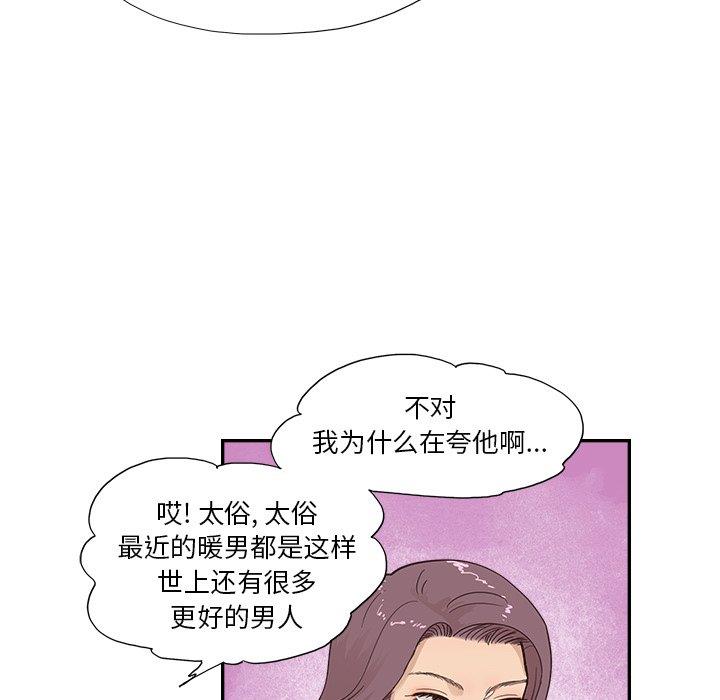 不对
我为什么在夸他啊...
哎! 太俗, 太俗
最近的暖男都是这样
世上还有很多
更好的男人